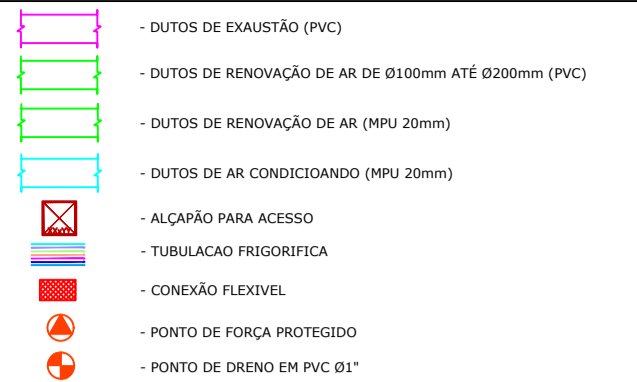 - DUTOS DE EXAUSTÃO (PVC)
- DUTOS DE RENOVAÇÃO DE AR DE Ø100mm ATÉ Ø200mm (PVC)
- DUTOS DE RENOVAÇÃO DE AR (MPU 20mm)
- DUTOS DE AR CONDICIOANDO (MPU 20mm)
- ALÇAPÃO PARA ACESSO
- TUBULACAO FRIGORIFICA
- CONEXÃO FLEXIVEL
- PONTO DE FORÇA PROTEGIDO
- PONTO DE DRENO EM PVC Ø1"